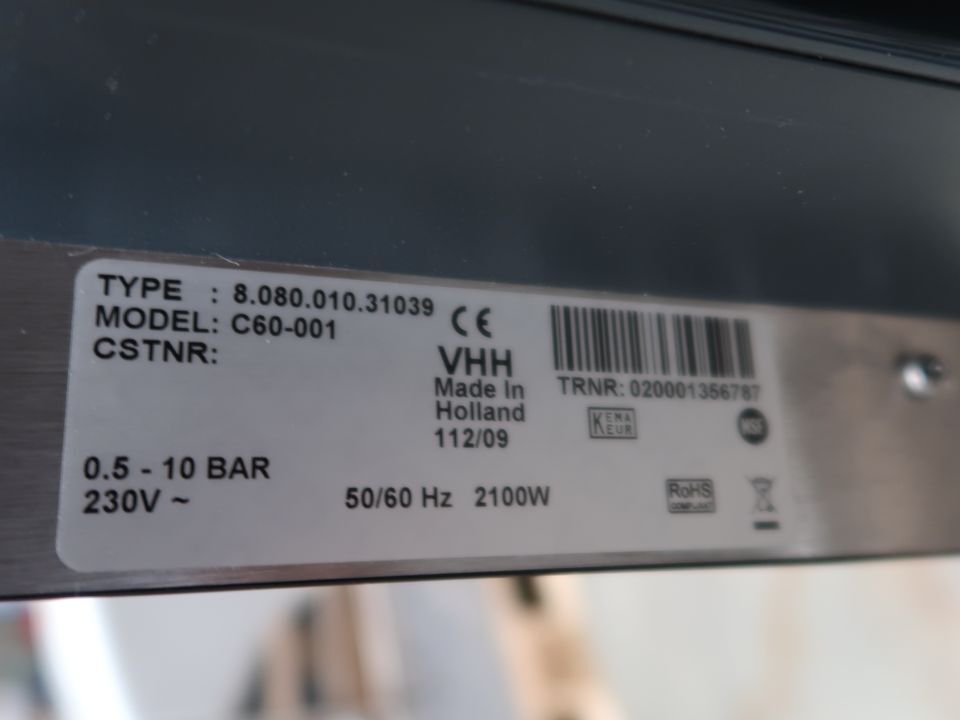 TYPE : 8.080.010.31039
MODEL: C60-001
CSTNR:
CE
VHH
Made In
Holland
112/09
TRNR: 020001356787
KEMA
EUR
NSF
0.5 - 10 BAR
230V ~ 50/60 Hz 2100W
RoHS
COMPLIANT